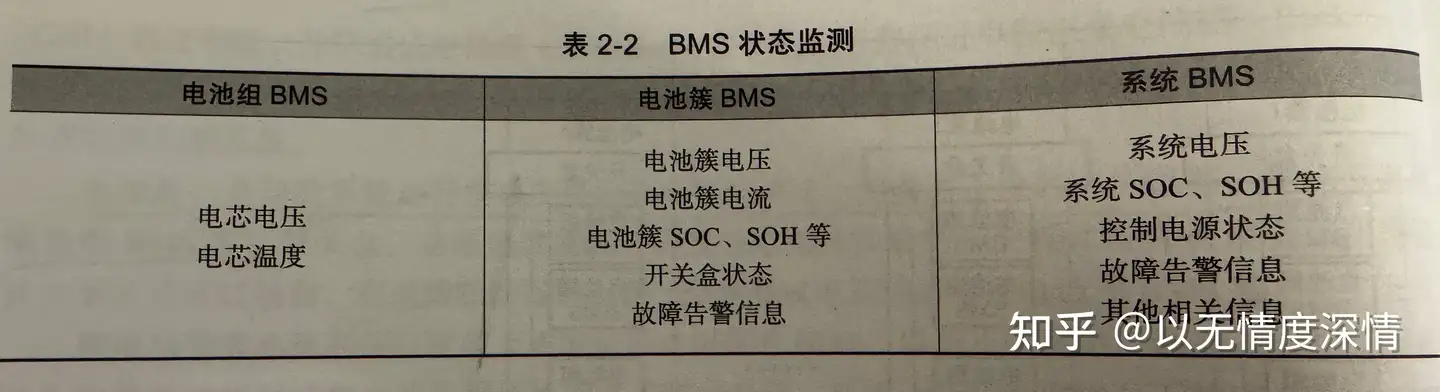 表 2-2 BMS 状态监测
电池组 BMS
电池簇 BMS
系统 BMS
电芯电压
电芯温度
电池簇电压
电池簇电流
电池簇 SOC、SOH 等
开关盒状态
故障告警信息
系统电压
系统 SOC、SOH 等
控制电源状态
故障告警信息
其他相关信息
知乎 @以无情度深情